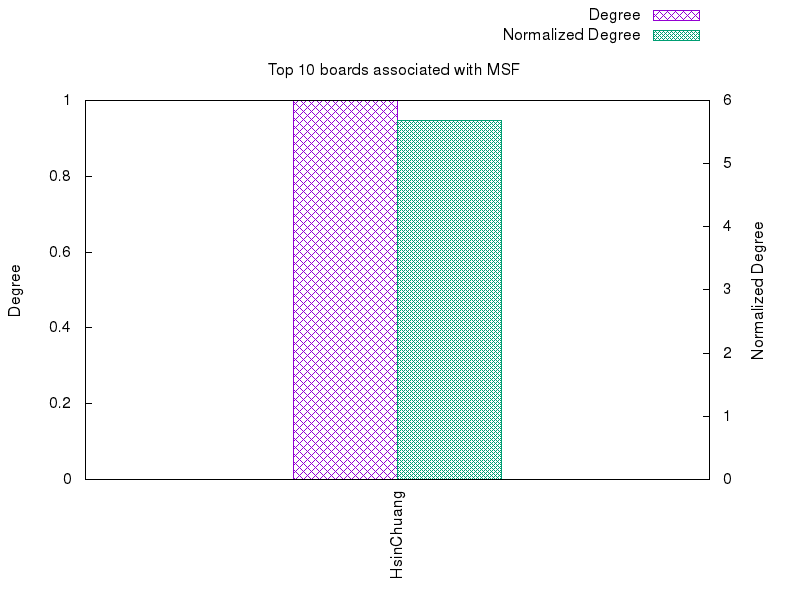 Degree
Normalized Degree
Top 10 boards associated with MSF
1
0.8
0.6
0.4
0.2
0
6
5
4
3
2
1
0
Degree
Normalized Degree
HsinChuang